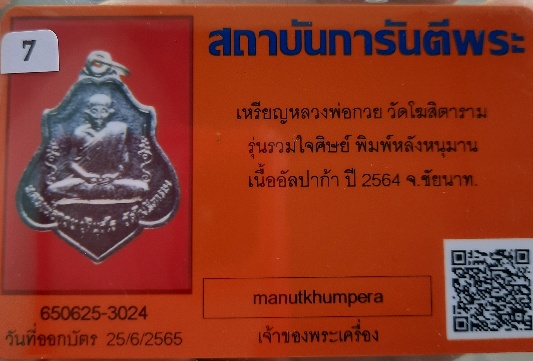 7
สถาบันการันตีพระ
เหรียญหลวงพ่อกวย วัดโฆสิตาราม
รุ่นรวมใจศิษย์ พิมพ์หลังหนุมาน
เนื้ออัลปาก้า ปี 2564 จ.ชัยนาท.
manutkhumpera
เจ้าของพระเครื่อง
650625-3024
วันที่ออกบัตร 25/6/2565